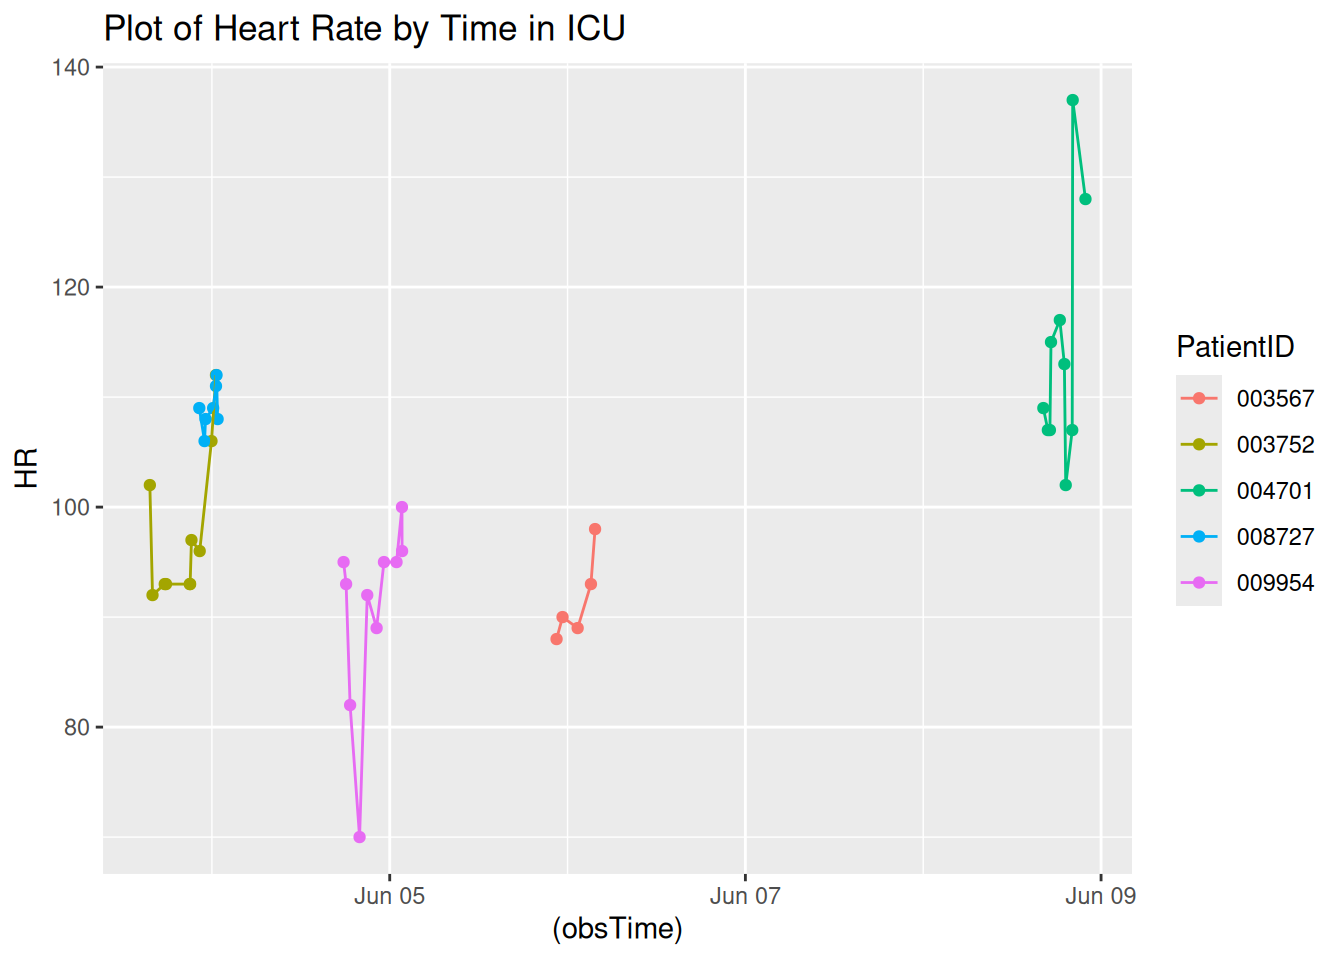 Plot of Heart Rate by Time in ICU
140
120
100
80
HR
Jun 05
Jun 07
Jun 09
(obsTime)
PatientID
003567
003752
004701
008727
009954